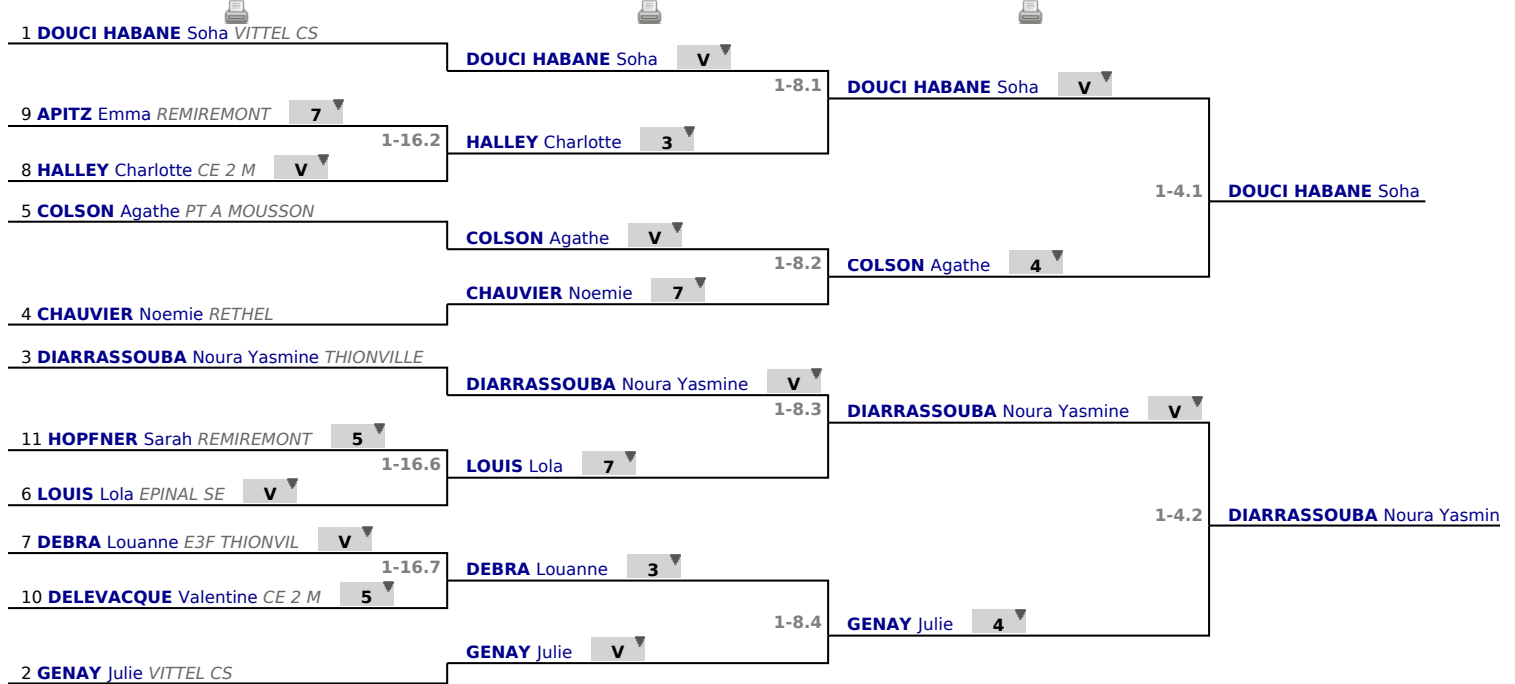 1 DOUCI HABANE Soha VITTEL CS
9 APITZ Emma REMIREMONT 7
1-16.2
8 HALLEY Charlotte CE 2 M V
5 COLSON Agathe PT A MOUSSON
4 CHAUVIER Noemie RETHEL
3 DIARRASSOUBA Noura Yasmine THIONVILLE
11 HOPFNER Sarah REMIREMONT 5
1-16.6
6 LOUIS Lola EPINAL SE V
7 DEBRA Louanne E3F THIONVIL V
1-16.7
10 DELEVACQUE Valentine CE 2 M 5
2 GENAY Julie VITTEL CS
DOUCI HABANE Soha V
1-8.1
HALLEY Charlotte 3
COLSON Agathe V
1-8.2
CHAUVIER Noemie 7
DIARRASSOUBA Noura Yasmine V
1-8.3
LOUIS Lola 7
DEBRA Louanne 3
1-8.4
GENAY Julie V
DOUCI HABANE Soha V
1-4.1
COLSON Agathe 4
DIARRASSOUBA Noura Yasmine V
1-4.2
GENAY Julie 4
DOUCI HABANE Soha
DIARRASSOUBA Noura Yasmin